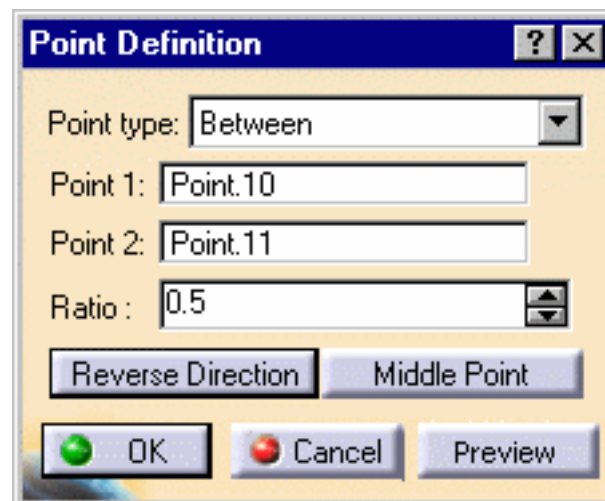 Point Definition ? X
Point type: Between
Point 1: Point.10
Point 2: Point.11
Ratio : 0.5
Reverse Direction Middle Point
OK Cancel Preview